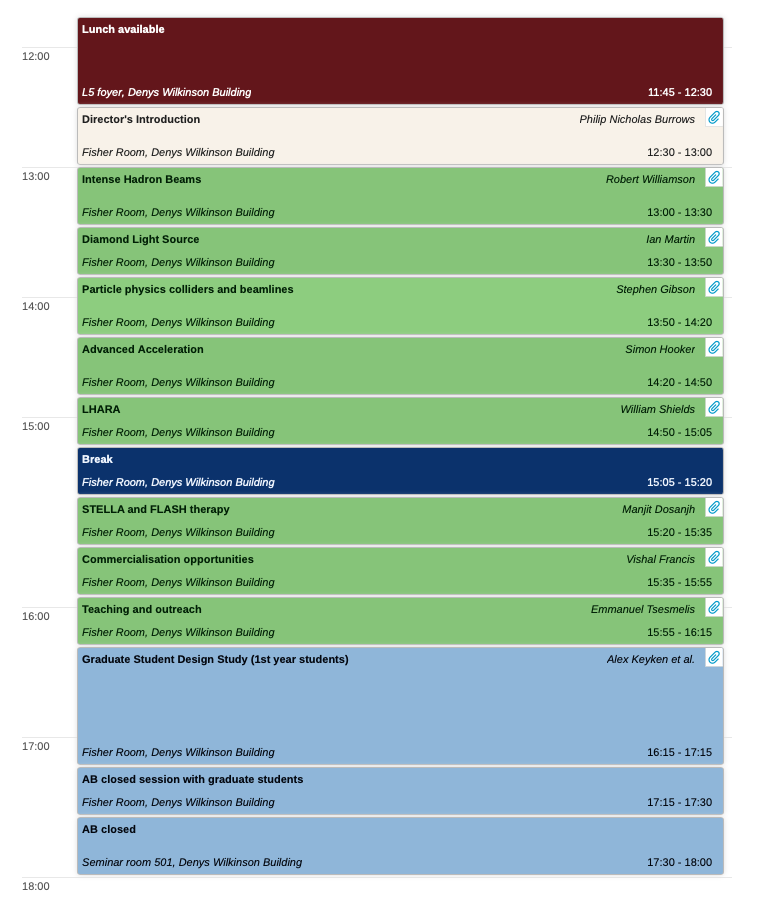 Lunch available
12:00
L5 foyer, Denys Wilkinson Building 11:45 - 12:30
Director's Introduction Philip Nicholas Burrows
Fisher Room, Denys Wilkinson Building 12:30 - 13:00
13:00
Intense Hadron Beams Robert Williamson
Fisher Room, Denys Wilkinson Building 13:00 - 13:30
Diamond Light Source Ian Martin
Fisher Room, Denys Wilkinson Building 13:30 - 13:50
Particle physics colliders and beamlines Stephen Gibson
14:00
Fisher Room, Denys Wilkinson Building 13:50 - 14:20
Advanced Acceleration Simon Hooker
Fisher Room, Denys Wilkinson Building 14:20 - 14:50
LHARA William Shields
15:00
Fisher Room, Denys Wilkinson Building 14:50 - 15:05
Break
Fisher Room, Denys Wilkinson Building 15:05 - 15:20
STELLA and FLASH therapy Manjit Dosanjh
Fisher Room, Denys Wilkinson Building 15:20 - 15:35
Commercialisation opportunities Vishal Francis
Fisher Room, Denys Wilkinson Building 15:35 - 15:55
Teaching and outreach Emmanuel Tsesmelis
16:00
Fisher Room, Denys Wilkinson Building 15:55 - 16:15
Graduate Student Design Study (1st year students) Alex Keyken et al.
17:00
Fisher Room, Denys Wilkinson Building 16:15 - 17:15
AB closed session with graduate students
Fisher Room, Denys Wilkinson Building 17:15 - 17:30
AB closed
Seminar room 501, Denys Wilkinson Building 17:30 - 18:00
18:00